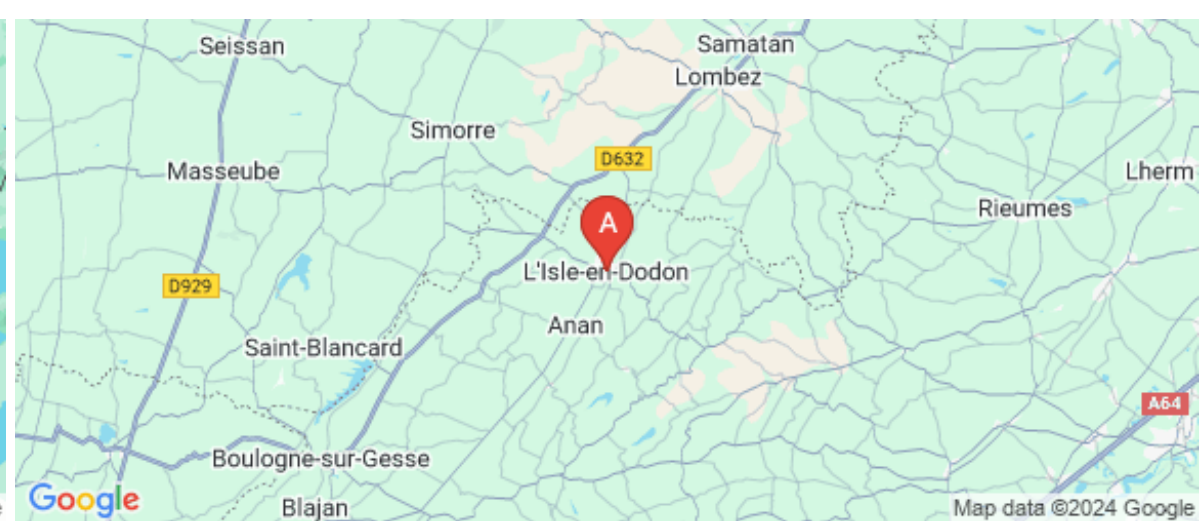 Seissan
Samatan
Lombez
Simorre
D632
Masseube
Lherm
Rieumes
A
L'Isle-en-Dodon
D929
Anan
Saint-Blancard
A64
Boulogne-sur-Gesse
Google
Blajan
Map data ©2024 Google